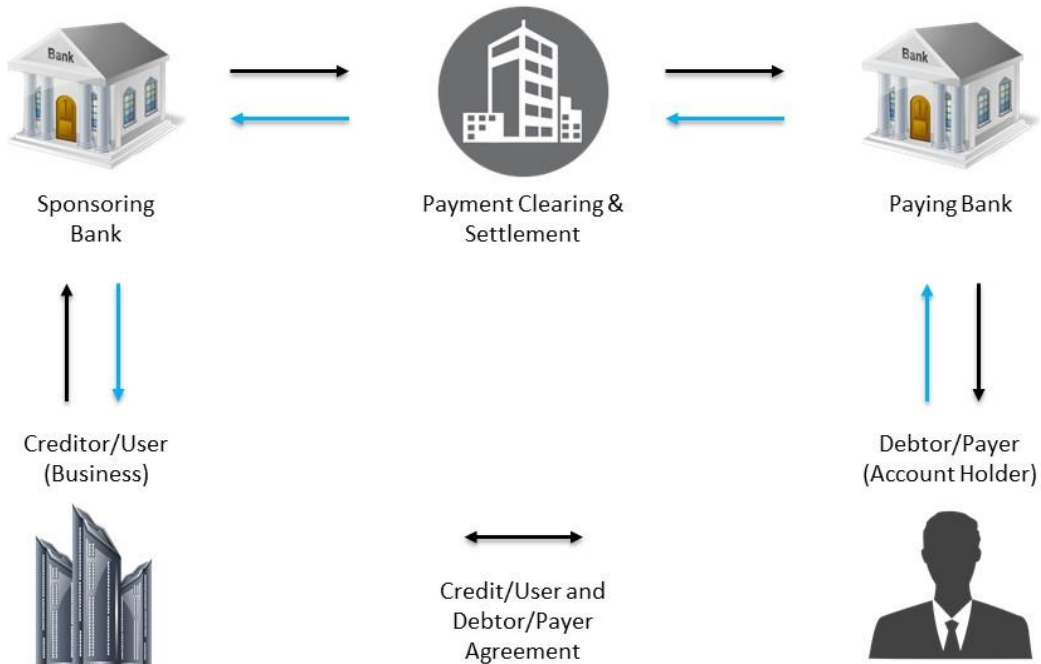 Bank
Bank
Sponsoring
Bank
Payment Clearing &
Settlement
Paying Bank
Creditor/User
(Business)
Debtor/Payer
(Account Holder)
Credit/User and
Debtor/Payer
Agreement